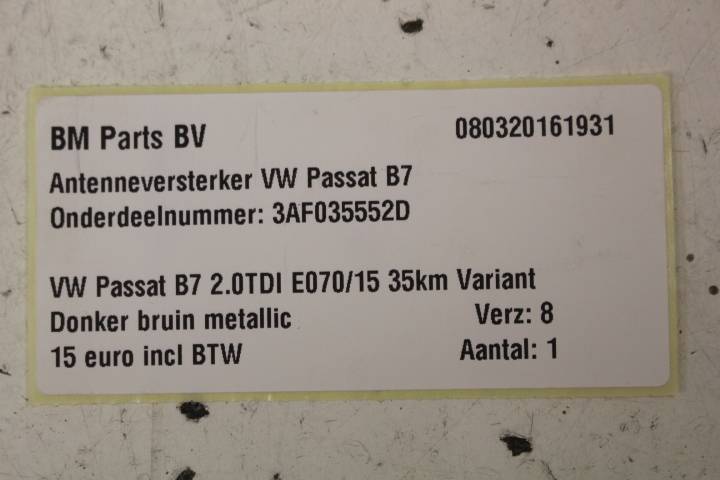 BM Parts BV 080320161931
Antenneversterker VW Passat B7
Onderdeelnummer: 3AF035552D
VW Passat B7 2.0TDI E070/15 35km Variant
Donker bruin metallic Verz: 8
15 euro incl BTW Aantal: 1